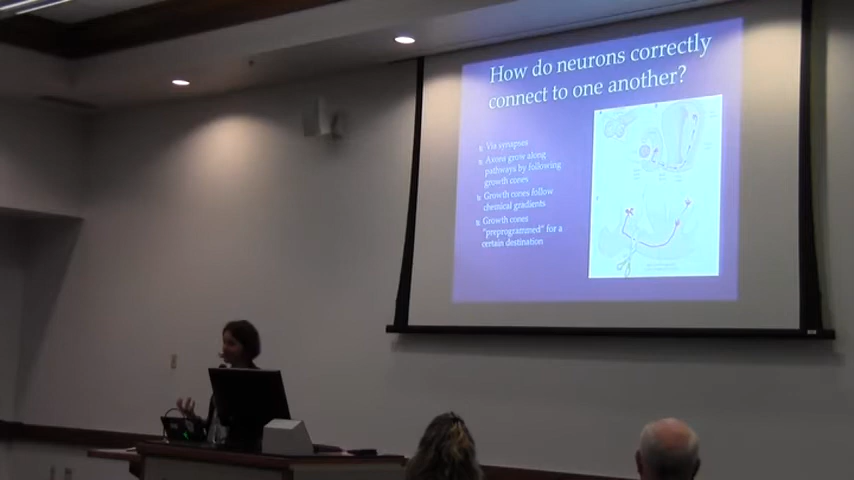 How do neurons correctly
connect to one another?
Via synapses
Axons grow along
pathways by following
growth cones
Growth cones follow
chemical gradients
Growth cones
"preprogrammed" for a
certain destination